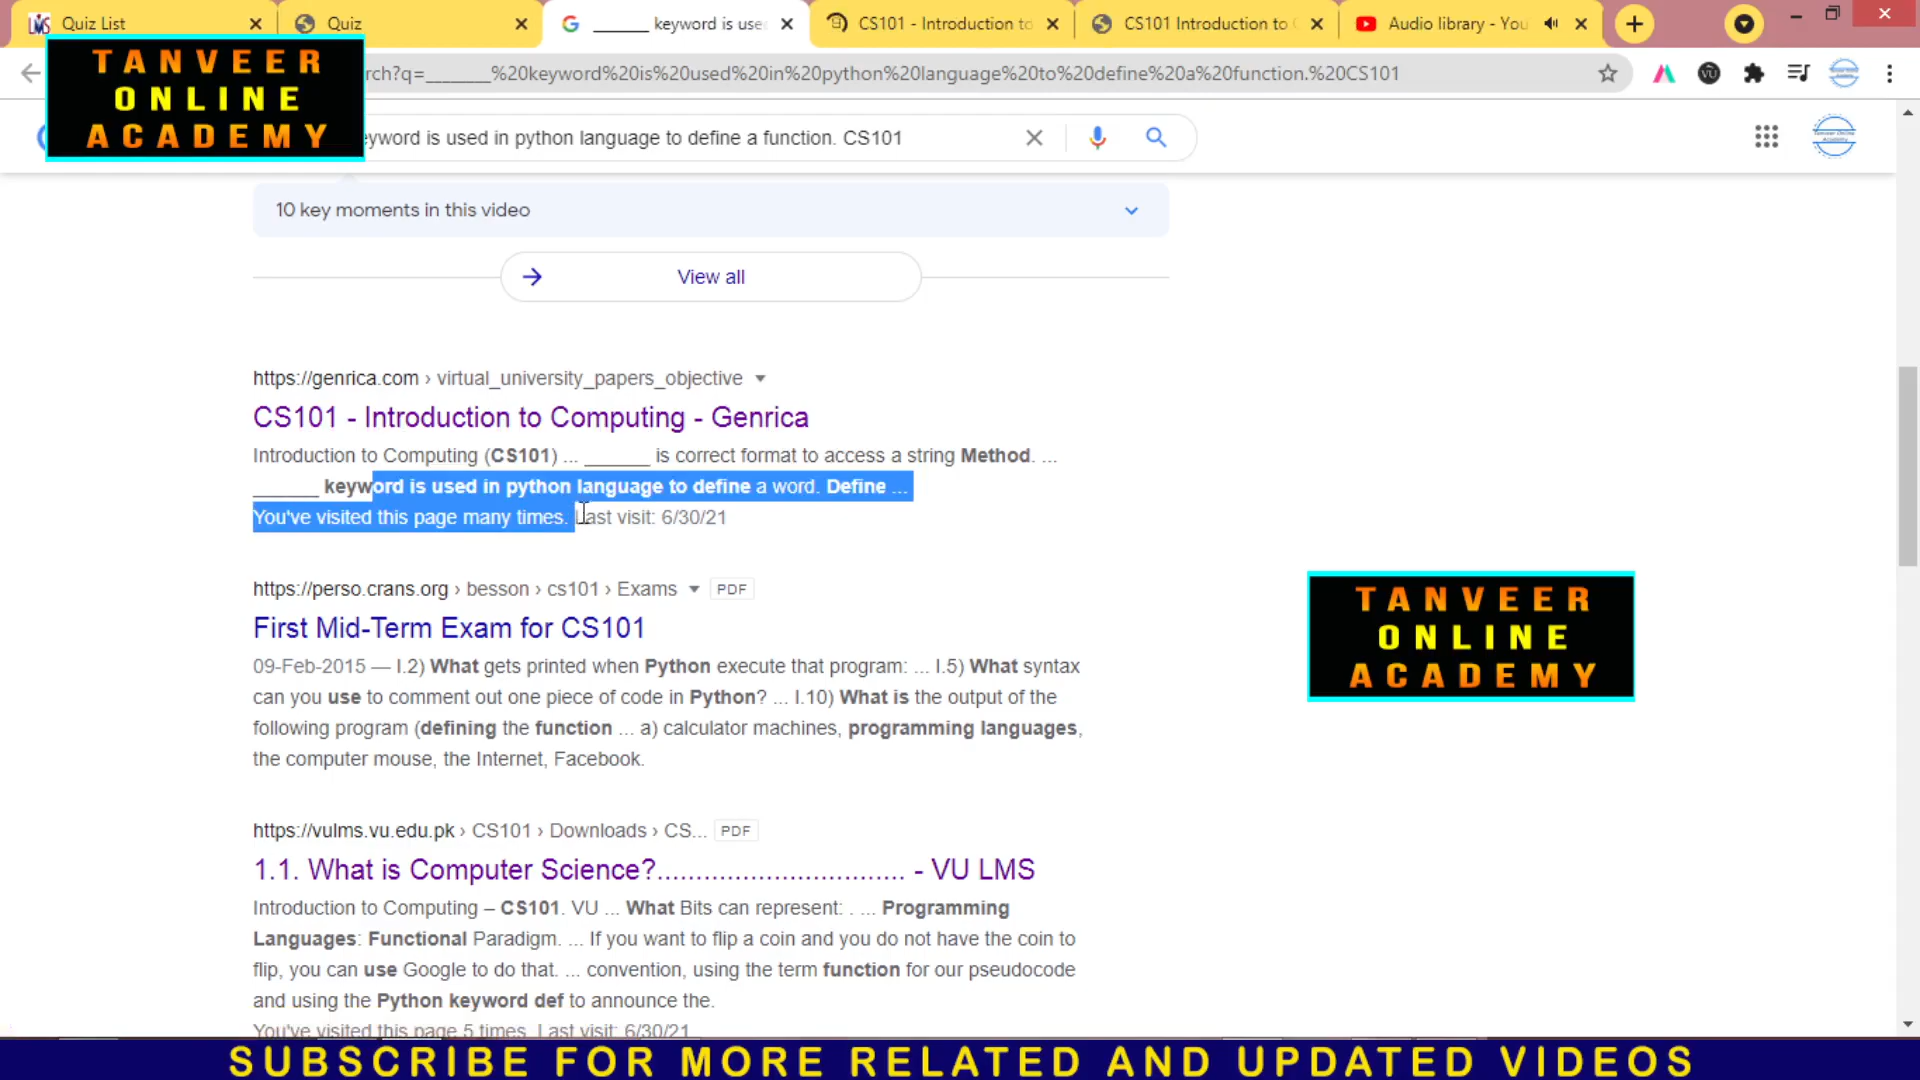 Quiz List
Quiz
______ keyword is use
CS101 - Introduction to
CS101 Introduction to
Audio library - You
TANVEER
ONLINE
ACADEMY
rch?q=______%20keyword%20is%20used%20in%20python%20language%20to%20define%20a%20function.%20CS101
eyword is used in python language to define a function. CS101
10 key moments in this video
View all
https://genrica.com › virtual_university_papers_objective
CS101 - Introduction to Computing - Genrica
Introduction to Computing (CS101) ... ______ is correct format to access a string Method. ...
______ keyword is used in python language to define a word. Define ...
You've visited this page many times. Last visit: 6/30/21
https://perso.crans.org › besson › cs101 › Exams PDF
First Mid-Term Exam for CS101
09-Feb-2015 — I.2) What gets printed when Python execute that program: ... I.5) What syntax
can you use to comment out one piece of code in Python? ... I.10) What is the output of the
following program (defining the function ... a) calculator machines, programming languages,
the computer mouse, the Internet, Facebook.
TANVEER
ONLINE
ACADEMY
https://vulms.vu.edu.pk › CS101 › Downloads › CS... PDF
1.1. What is Computer Science?................................ - VU LMS
Introduction to Computing – CS101. VU ... What Bits can represent: . ... Programming
Languages: Functional Paradigm. ... If you want to flip a coin and you do not have the coin to
flip, you can use Google to do that. ... convention, using the term function for our pseudocode
and using the Python keyword def to announce the.
You've visited this page 5 times. Last visit: 6/30/21
SUBSCRIBE FOR MORE RELATED AND UPDATED VIDEOS